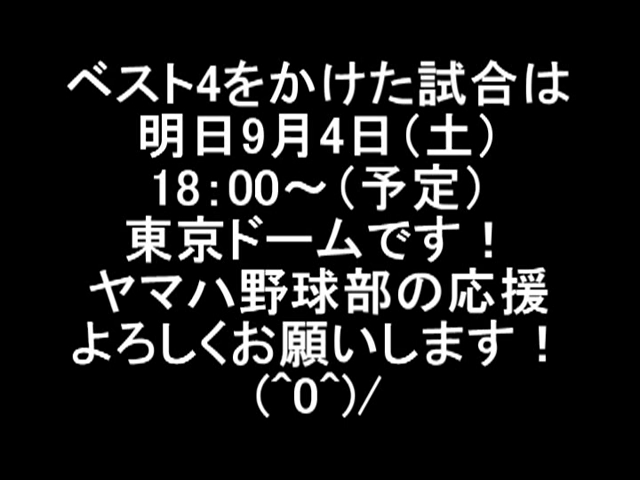 ベスト4をかけた試合は
明日9月4日(土)
18:00～(予定)
東京ドームです！
ヤマハ野球部の応援
よろしくお願いします！
(^O^)/